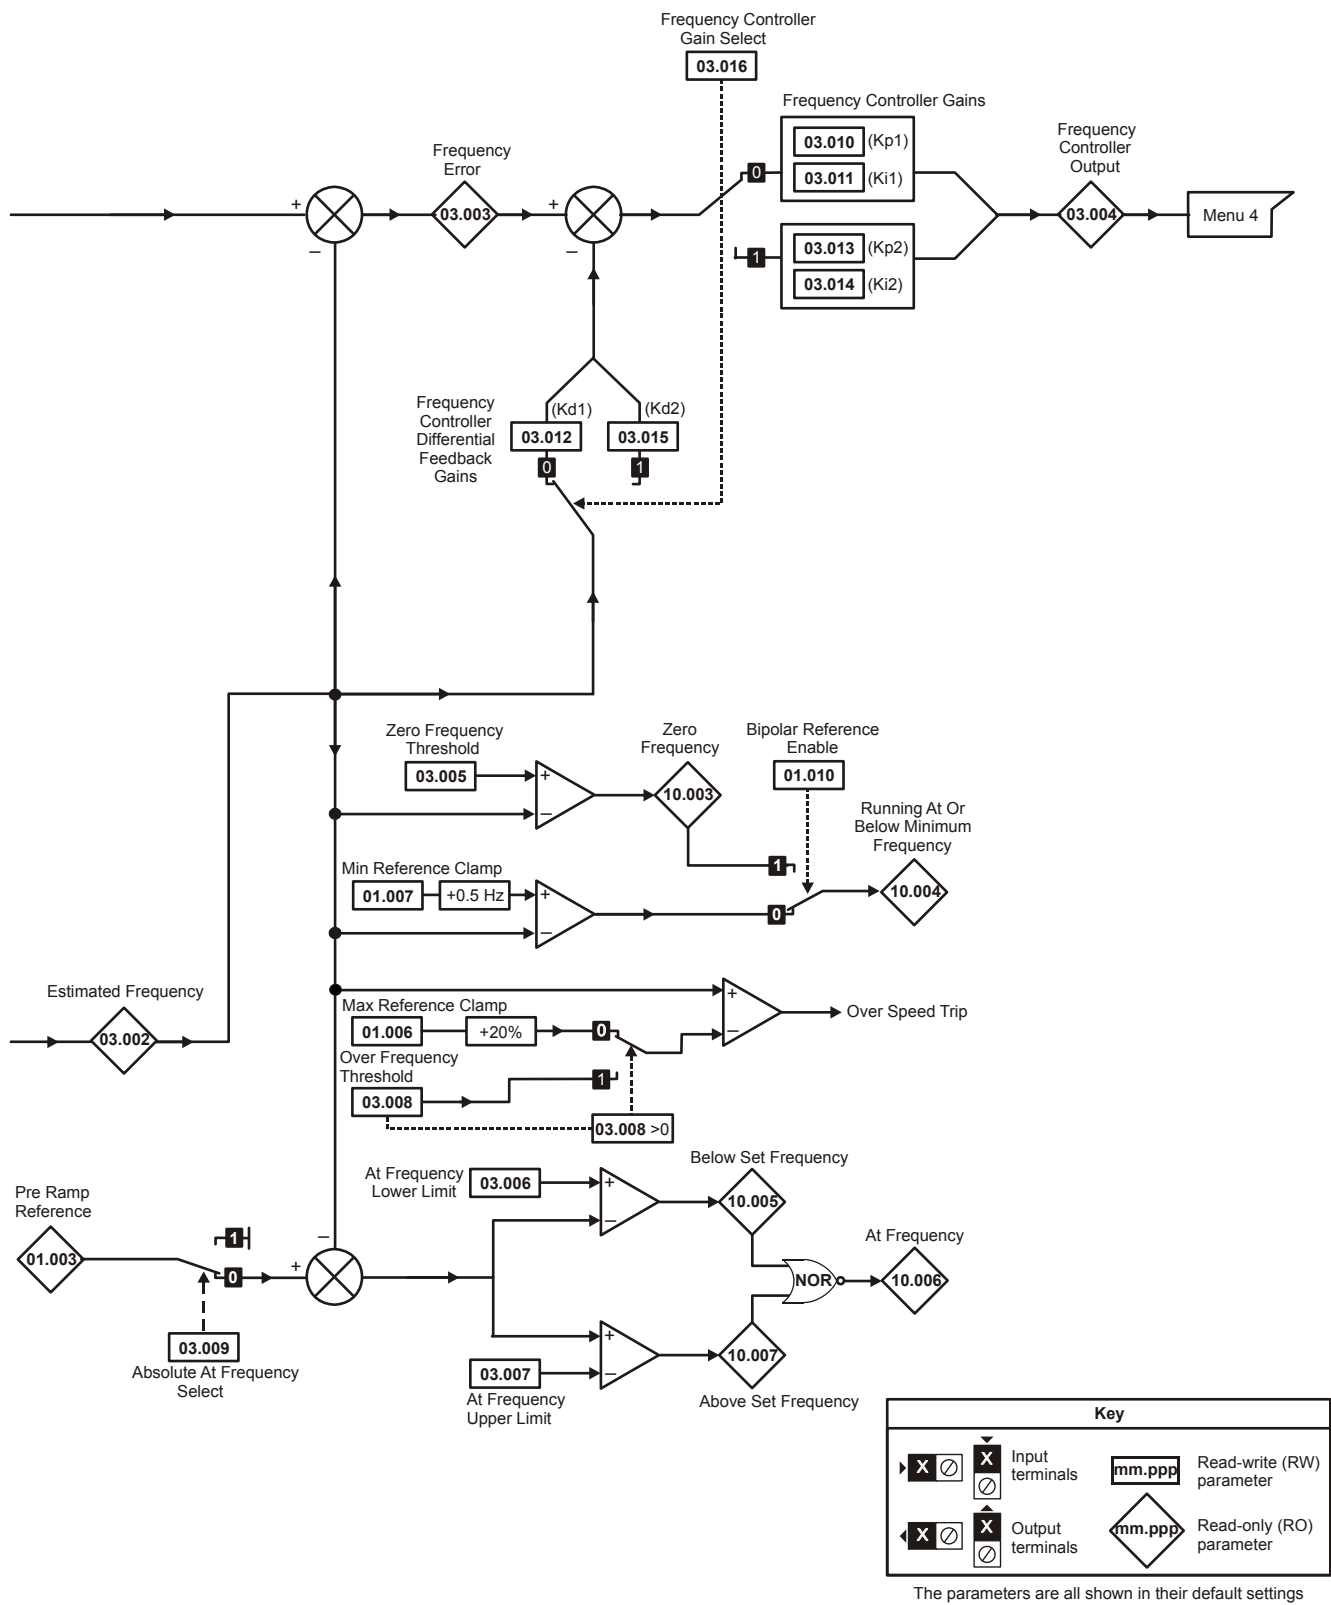 Frequency Controller
Gain Select
03.016
Frequency Controller Gains
03.010 (Kp1)
03.011 (Ki1)
0
Frequency
Controller
Output
Frequency
Error
+
03.003
+
03.004
Menu 4
–
–
1
03.013 (Kp2)
03.014 (Ki2)
Frequency
Controller
Differential
Feedback
Gains
(Kd1)
(Kd2)
03.012
03.015
0
1
Zero Frequency
Threshold
03.005
+
–
Zero
Frequency
10.003
Bipolar Reference
Enable
01.010
Running At Or
Below Minimum
Frequency
1
10.004
0
Min Reference Clamp
01.007
+0.5 Hz
+
–
Estimated Frequency
03.002
Max Reference Clamp
01.006
+20%
0
+
–
Over Speed Trip
Over Frequency
Threshold
03.008
1
03.008 >0
At Frequency
Lower Limit
03.006
+
–
Below Set Frequency
10.005
Pre Ramp
Reference
01.003
1
0
+
–
03.009
Absolute At Frequency
Select
NOR
At Frequency
10.006
+
–
03.007
At Frequency
Upper Limit
10.007
Above Set Frequency
Key
X
X
Input
terminals
mm.ppp
Read-write (RW)
parameter
X
X
Output
terminals
mm.ppp
Read-only (RO)
parameter
The parameters are all shown in their default settings